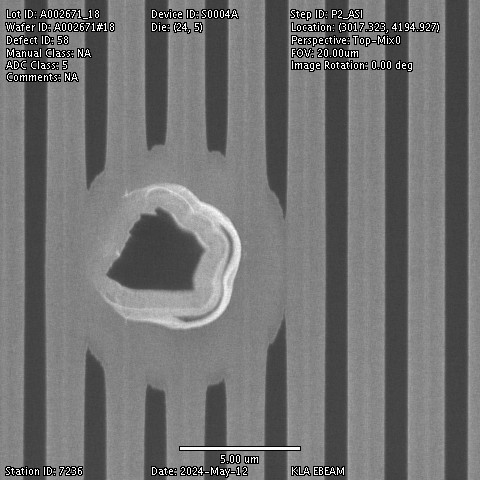 Lot ID: A002671_18 Device ID: S0004A Step ID: P2_ASI
Wafer ID: A002671#18 Die: (24, 5) Location: (3017.323, 4194.927)
Defect ID: 58 Perspective: Top-Mix0
Manual Class: NA FOV: 20.00um
ADC Class: 5 Image Rotation: 0.00 deg
Comments: NA
5.00 um
Station ID: 7236 Date: 2024-May-12 KLA EBEAM